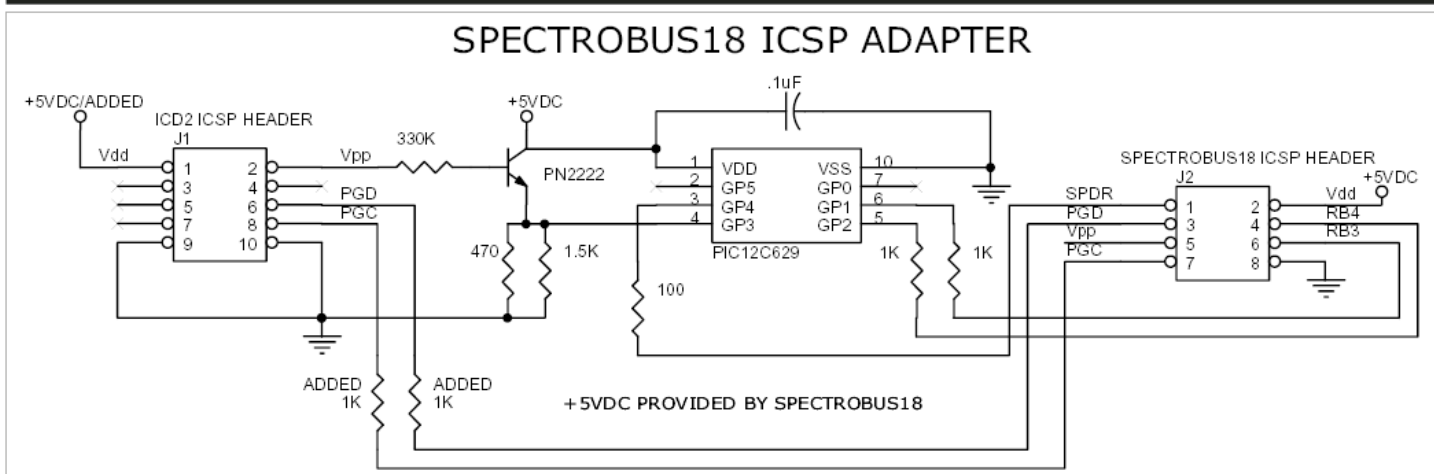 SPECTROBUS18 ICSP ADAPTER
+5VDC/ADDED
ICD2 ICSP HEADER
J1
Vdd
1 2
3 4
5 6
7 8
9 10
Vpp
PGD
PGC
330K
+5VDC
PN2222
.1uF
470
1.5K
1 VDD VSS 10
2 GP5 GP0 7
3 GP4 GP1 6
4 GP3 GP2 5
PIC12C629
100
1K
1K
SPECTROBUS18 ICSP HEADER
J2
+5VDC
SPDR
PGD
Vpp
PGC
1 2
3 4
5 6
7 8
Vdd
RB4
RB3
ADDED
1K
ADDED
1K
+5VDC PROVIDED BY SPECTROBUS18